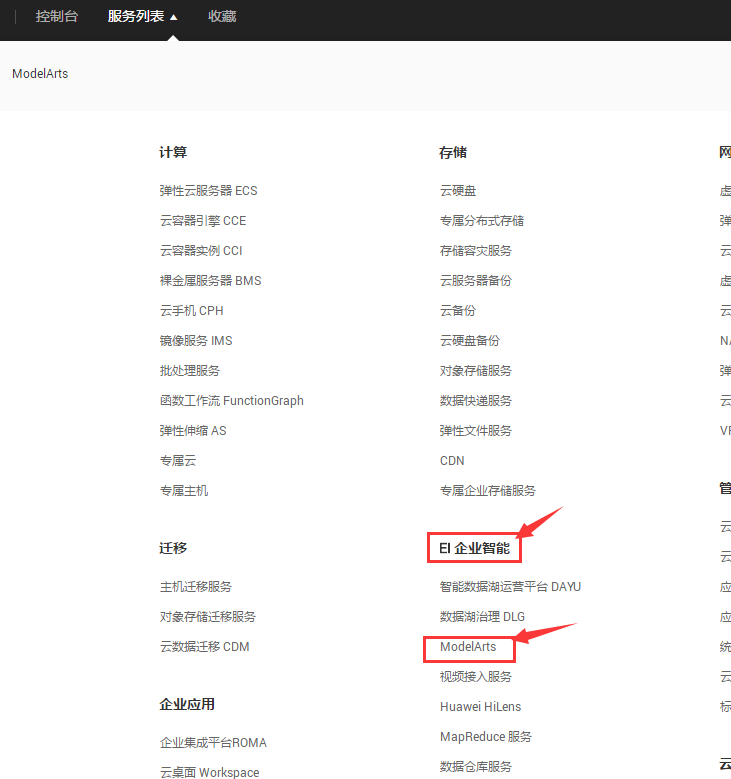 控制台 服务列表 收藏
ModelArts
计算
弹性云服务器 ECS
云容器引擎 CCE
云容器实例 CCI
裸金属服务器 BMS
云手机 CPH
镜像服务 IMS
批处理服务
函数工作流 FunctionGraph
弹性伸缩 AS
专属云
专属主机
迁移
主机迁移服务
对象存储迁移服务
云数据迁移 CDM
企业应用
企业集成平台ROMA
云桌面 Workspace
存储
云硬盘
专属分布式存储
存储容灾服务
云服务器备份
云备份
云硬盘备份
对象存储服务
数据快递服务
弹性文件服务
CDN
专属企业存储服务
EI 企业智能
智能数据湖运营平台 DAYU
数据湖治理 DLG
ModelArts
视频接入服务
Huawei HiLens
MapReduce 服务
数据仓库服务
弹
云
云
弹
云
管
云
云
应
应
统
云
标
云